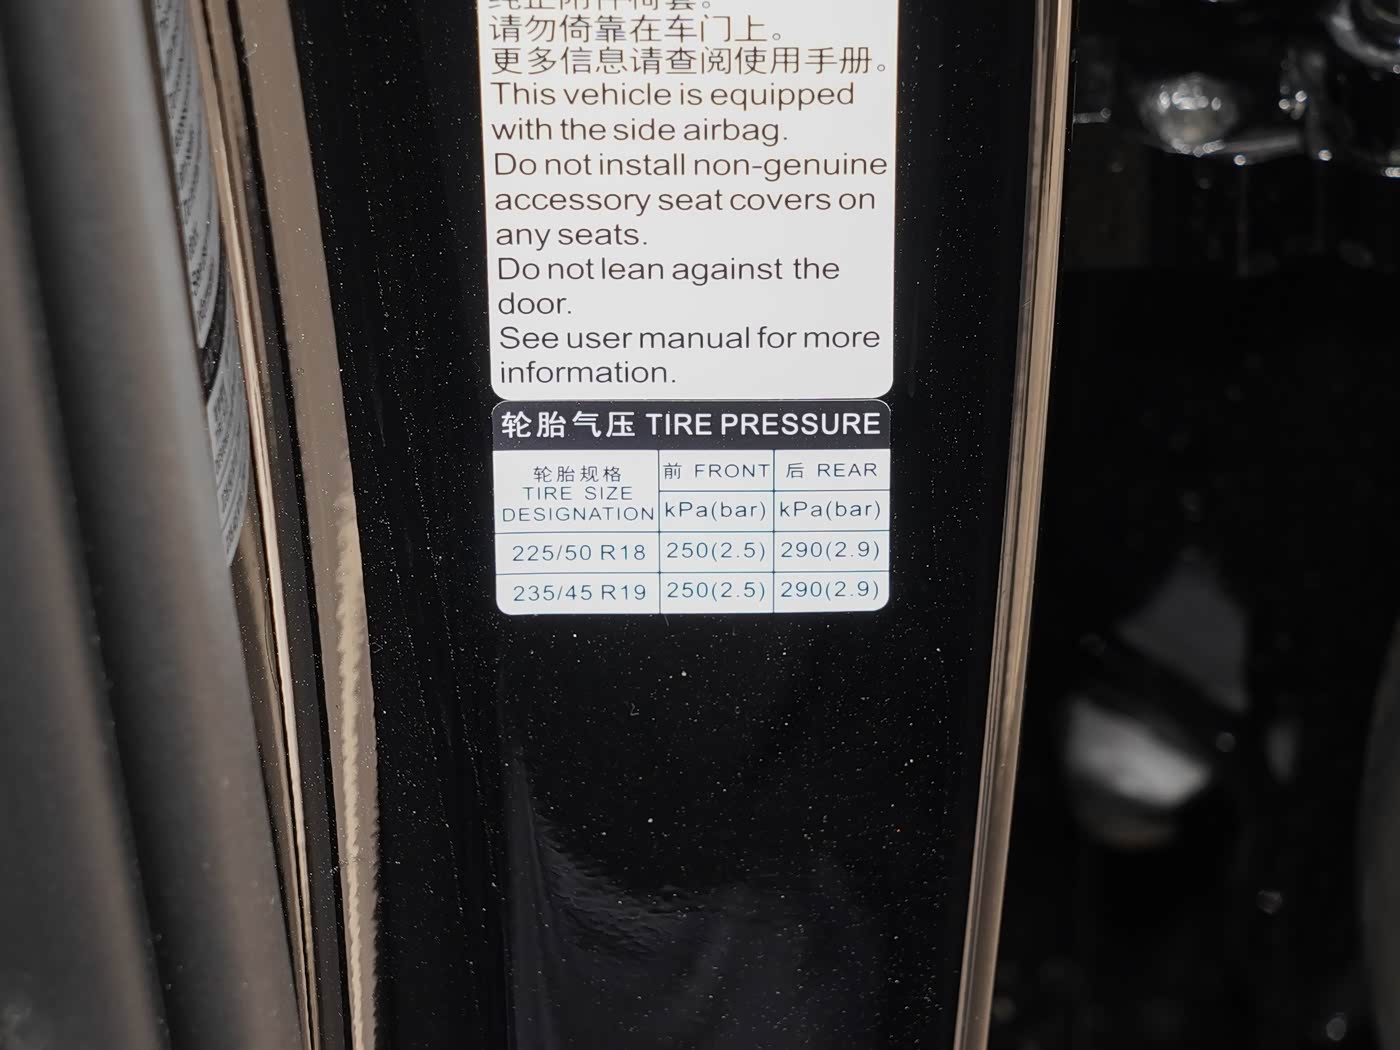 请勿倚靠在车门上。
更多信息请查阅使用手册。
This vehicle is equipped
with the side airbag.
Do not install non-genuine
accessory seat covers on
any seats.
Do not lean against the
door.
See user manual for more
information.
轮胎气压 TIRE PRESSURE
轮胎规格
TIRE SIZE
DESIGNATION
前 FRONT 后 REAR
kPa(bar) kPa(bar)
225/50 R18 250(2.5) 290(2.9)
235/45 R19 250(2.5) 290(2.9)